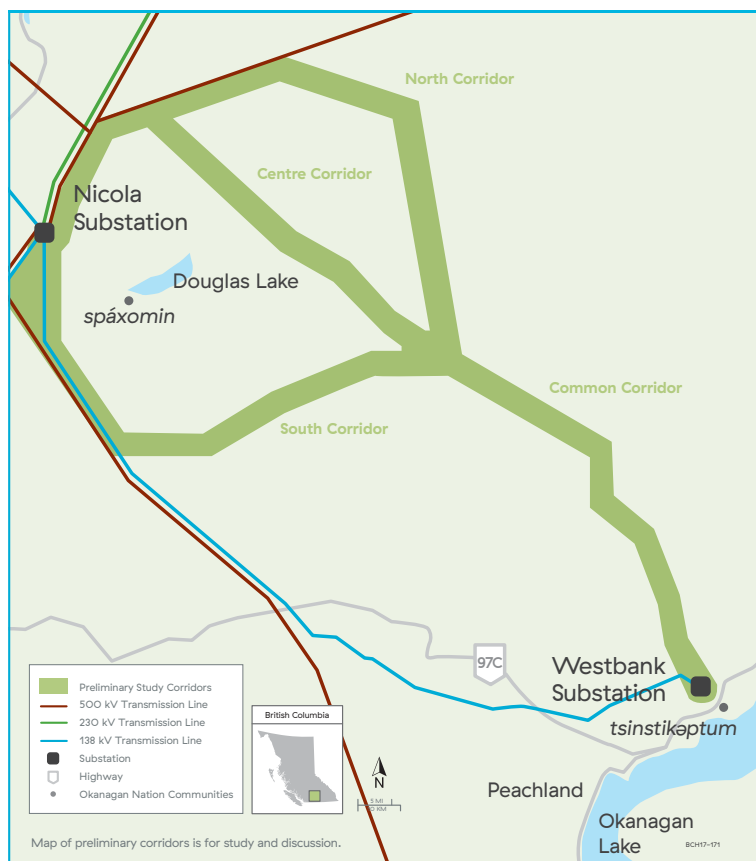 North Corridor
Centre Corridor
Nicola
Substation
Douglas Lake
spáxomin
Common Corridor
South Corridor
97C
Westbank
Substation
tsinstikəptum
Peachland
Okanagan
Lake
Preliminary Study Corridors
500 kV Transmission Line
230 kV Transmission Line
138 kV Transmission Line
Substation
Highway
Okanagan Nation Communities
British Columbia
N
5 MI
Map of preliminary corridors is for study and discussion.
BCH17-171